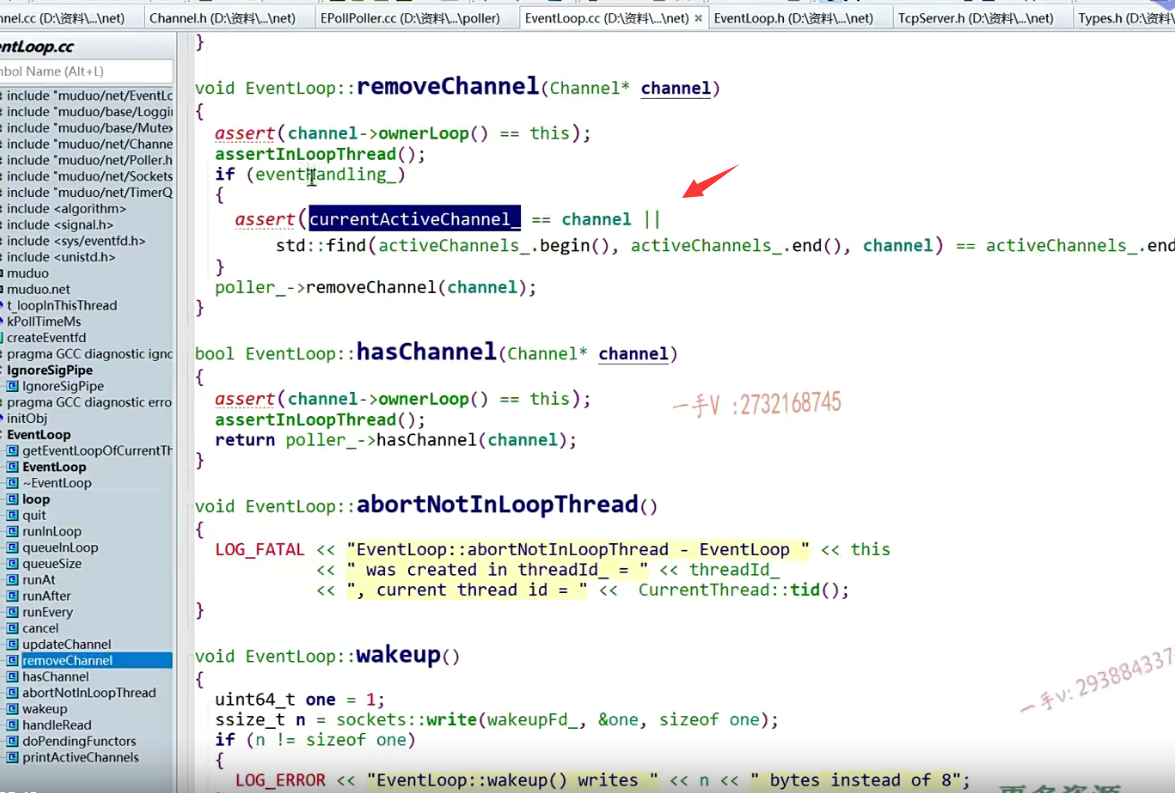 nel.cc (D:\资料\...\net) Channel.h (D:\资料\...\net) EPollPoller.cc (D:\资料\...\poller) EventLoop.cc (D:\资料\...\net) × EventLoop.h (D:\资料\...\net) TcpServer.h (D:\资料\...\net) Types.h (D:\资料
entLoop.cc
nbol Name (Alt+L)
include "muduo/net/EventLc
include "muduo/base/Loggi
include "muduo/base/Mutex
include "muduo/net/Channe
include "muduo/net/Poller.h
include "muduo/net/Sockets
include "muduo/net/TimerQ
include <algorithm>
include <signal.h>
include <sys/eventfd.h>
include <unistd.h>
muduo
muduo.net
t_loopInThisThread
kPollTimeMs
createEventfd
pragma GCC diagnostic igno
IgnoreSigPipe
IgnoreSigPipe
pragma GCC diagnostic erro
initObj
EventLoop
getEventLoopOfCurrentTh
EventLoop
~EventLoop
loop
quit
runInLoop
queueInLoop
queueSize
runAt
runAfter
runEvery
cancel
updateChannel
removeChannel
hasChannel
abortNotInLoopThread
wakeup
handleRead
doPendingFunctors
printActiveChannels
}
void EventLoop::removeChannel(Channel* channel)
{
assert(channel->ownerLoop() == this);
assertInLoopThread();
if (eventHandling_)
{
assert(currentActiveChannel_ == channel ||
std::find(activeChannels_.begin(), activeChannels_.end(), channel) == activeChannels_.end
}
poller_->removeChannel(channel);
}
bool EventLoop::hasChannel(Channel* channel)
{
assert(channel->ownerLoop() == this);
assertInLoopThread();
return poller_->hasChannel(channel);
}
一手V :2732168745
void EventLoop::abortNotInLoopThread()
{
LOG_FATAL << "EventLoop::abortNotInLoopThread - EventLoop " << this
<< " was created in threadId_ = " << threadId_
<< ", current thread id = " << CurrentThread::tid();
}
void EventLoop::wakeup()
{
uint64_t one = 1;
ssize_t n = sockets::write(wakeupFd_, &one, sizeof one);
if (n != sizeof one)
{
LOG_ERROR << "EventLoop::wakeup() writes " << n << " bytes instead of 8";
一手v: 293884337